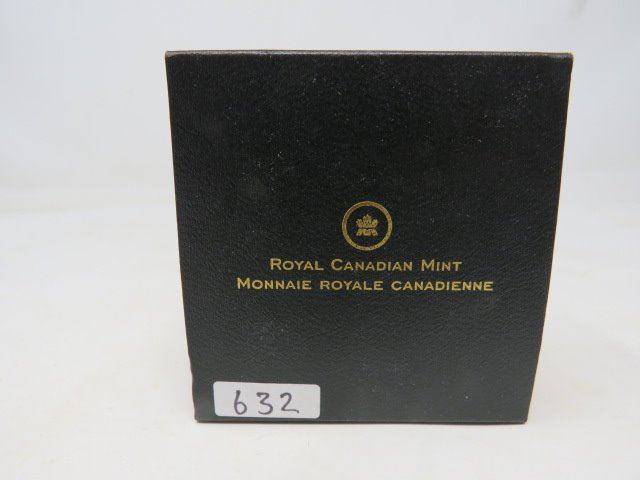 ROYAL CANADIAN MINT
MONNAIE ROYALE CANADIENNE
632